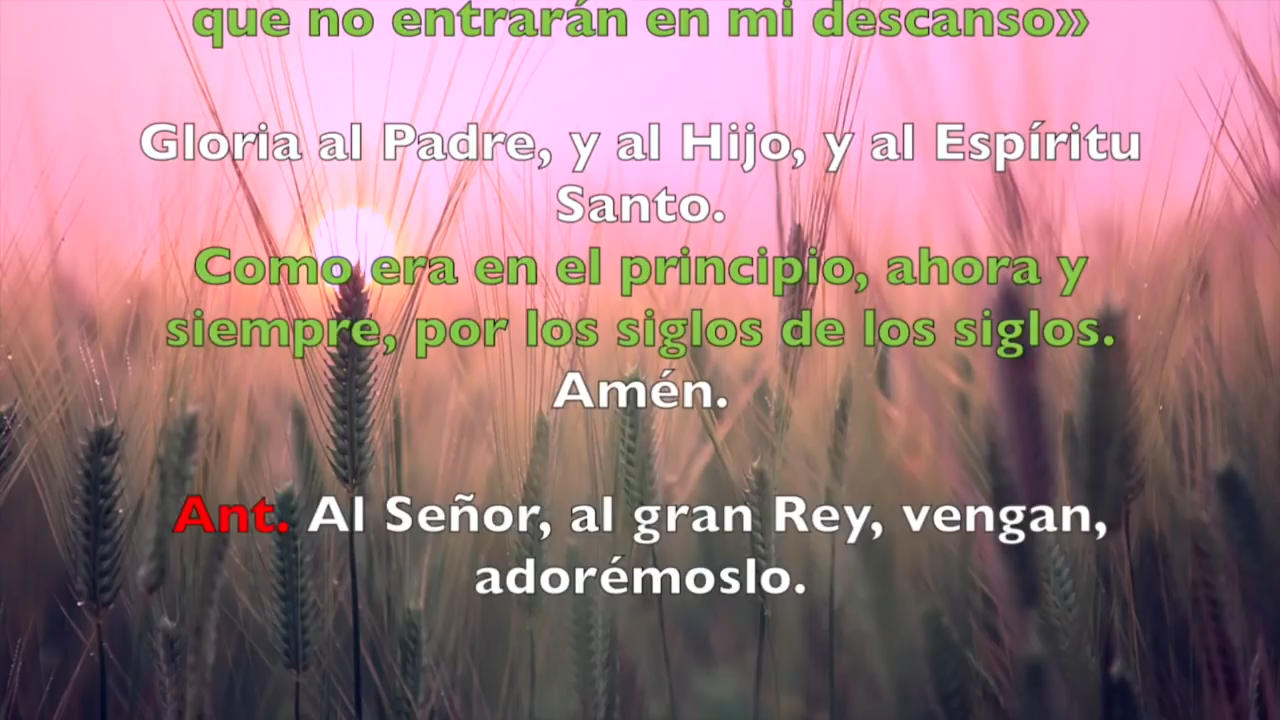 que no entrarán en mi descanso»
Gloria al Padre, y al Hijo, y al Espíritu
Santo.
Como era en el principio, ahora y
siempre, por los siglos de los siglos.
Amén.
Ant. Al Señor, al gran Rey, vengan,
adorémoslo.